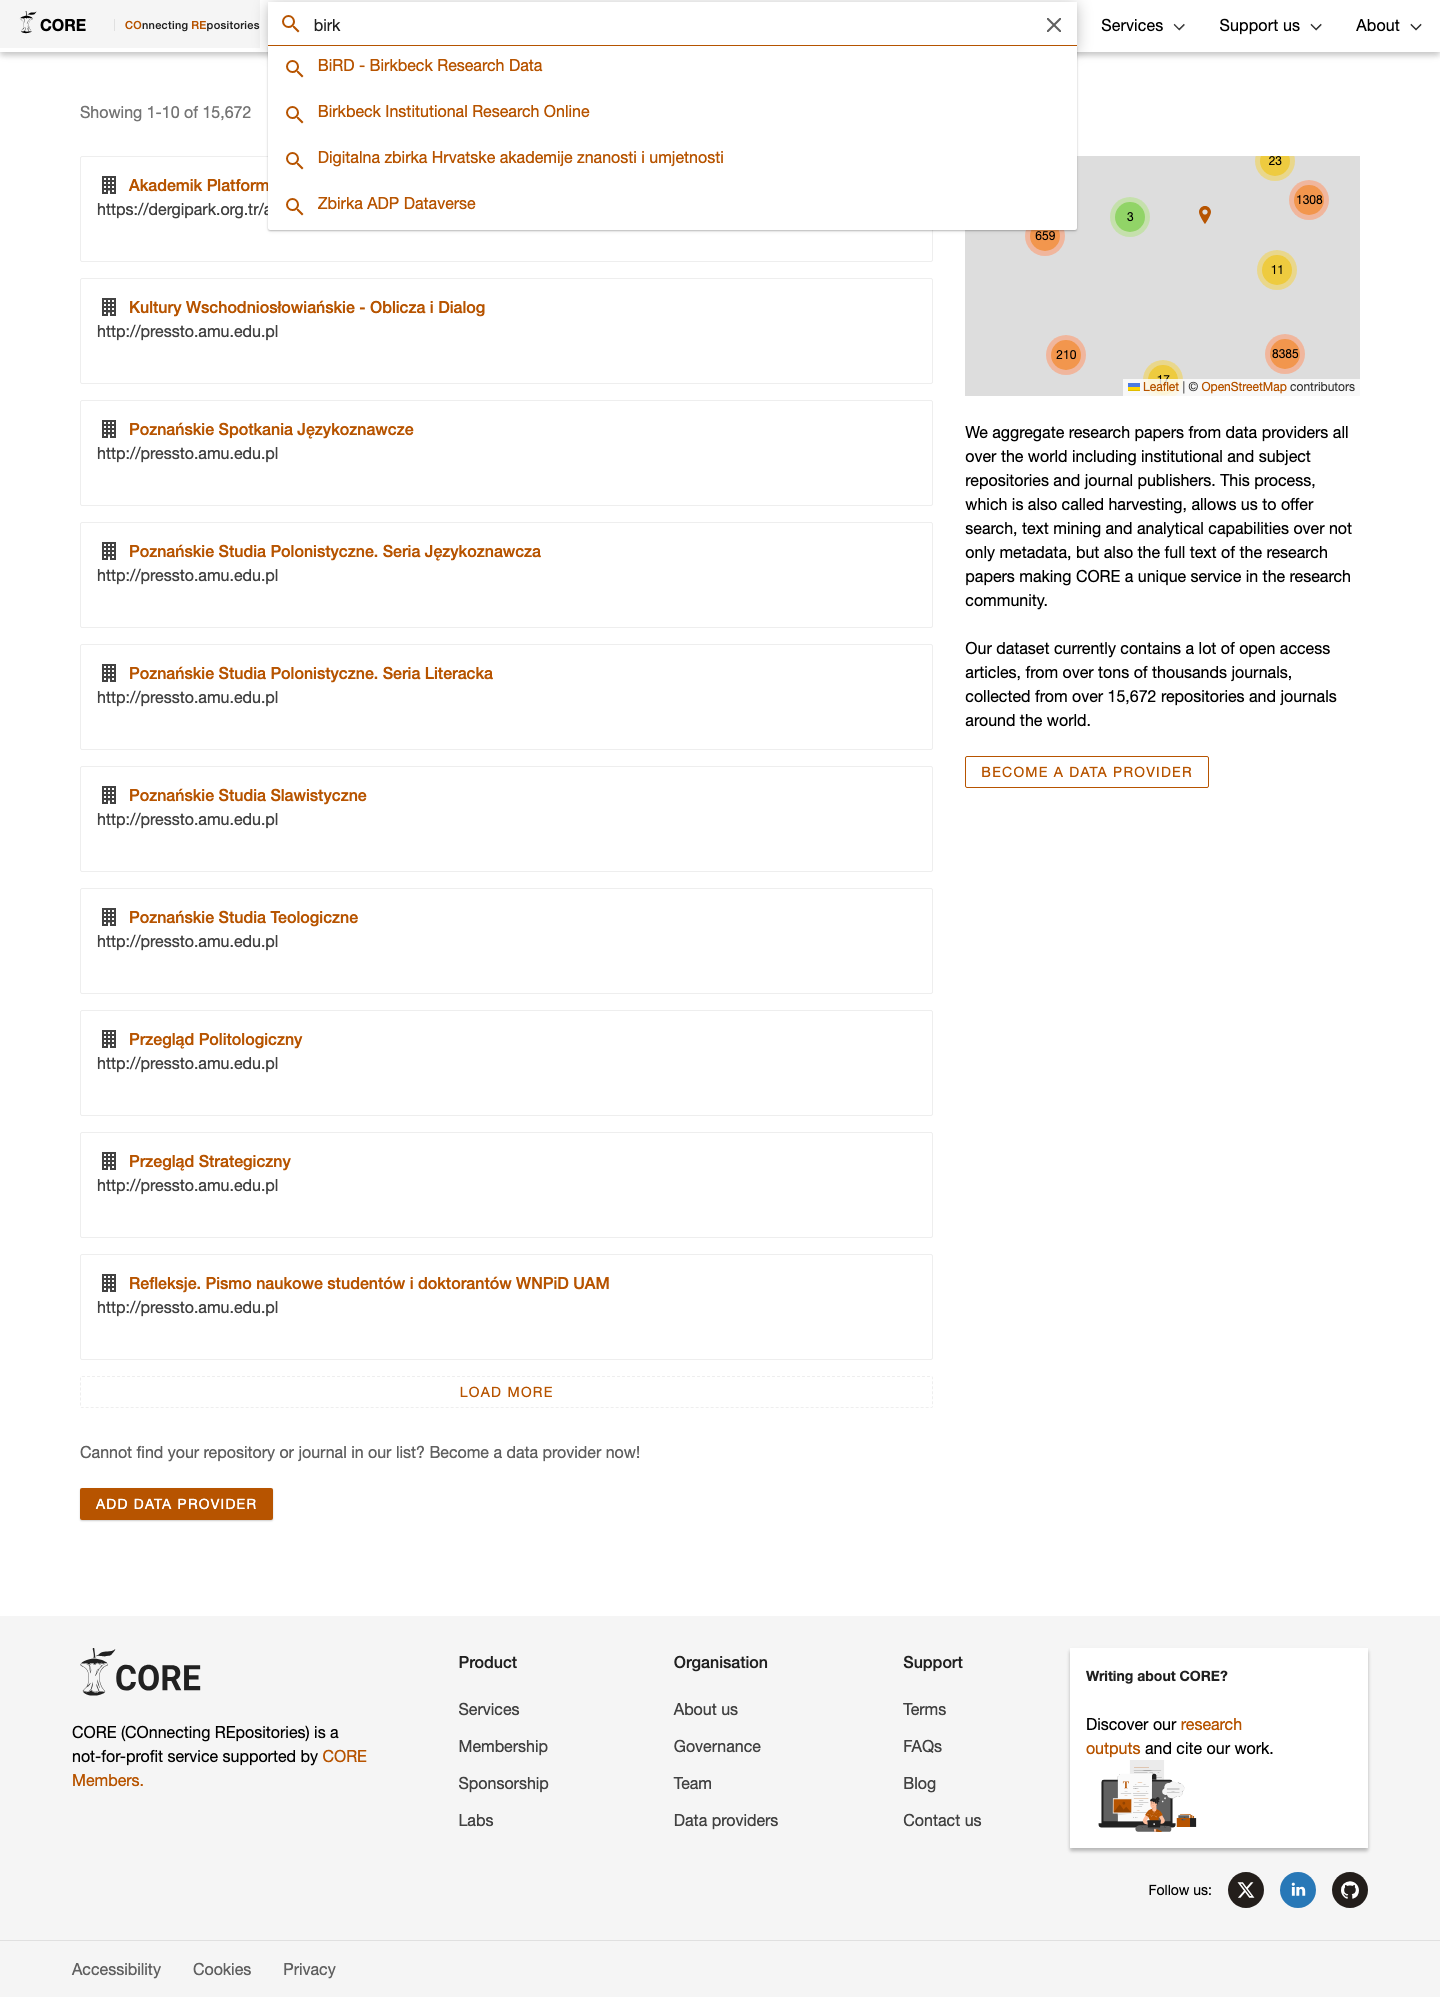 CORE
COnnecting REpositories
birk
Services
Support us
About
BiRD - Birkbeck Research Data
Birkbeck Institutional Research Online
Digitalna zbirka Hrvatske akademije znanosti i umjetnosti
Zbirka ADP Dataverse
Showing 1-10 of 15,672
Akademik Platform
https://dergipark.org.tr/a
Kultury Wschodniosłowiańskie - Oblicza i Dialog
http://pressto.amu.edu.pl
Poznańskie Spotkania Językoznawcze
http://pressto.amu.edu.pl
Poznańskie Studia Polonistyczne. Seria Językoznawcza
http://pressto.amu.edu.pl
Poznańskie Studia Polonistyczne. Seria Literacka
http://pressto.amu.edu.pl
Poznańskie Studia Slawistyczne
http://pressto.amu.edu.pl
Poznańskie Studia Teologiczne
http://pressto.amu.edu.pl
Przegląd Politologiczny
http://pressto.amu.edu.pl
Przegląd Strategiczny
http://pressto.amu.edu.pl
Refleksje. Pismo naukowe studentów i doktorantów WNPiD UAM
http://pressto.amu.edu.pl
LOAD MORE
Cannot find your repository or journal in our list? Become a data provider now!
ADD DATA PROVIDER
23
1308
3
659
11
210
8385
17
Leaflet | © OpenStreetMap contributors
We aggregate research papers from data providers all
over the world including institutional and subject
repositories and journal publishers. This process,
which is also called harvesting, allows us to offer
search, text mining and analytical capabilities over not
only metadata, but also the full text of the research
papers making CORE a unique service in the research
community.
Our dataset currently contains a lot of open access
articles, from over tons of thousands journals,
collected from over 15,672 repositories and journals
around the world.
BECOME A DATA PROVIDER
CORE
CORE (COnnecting REpositories) is a
not-for-profit service supported by CORE
Members.
Product
Services
Membership
Sponsorship
Labs
Organisation
About us
Governance
Team
Data providers
Support
Terms
FAQs
Blog
Contact us
Writing about CORE?
Discover our research
outputs and cite our work.
T
Follow us:
in
Accessibility
Cookies
Privacy